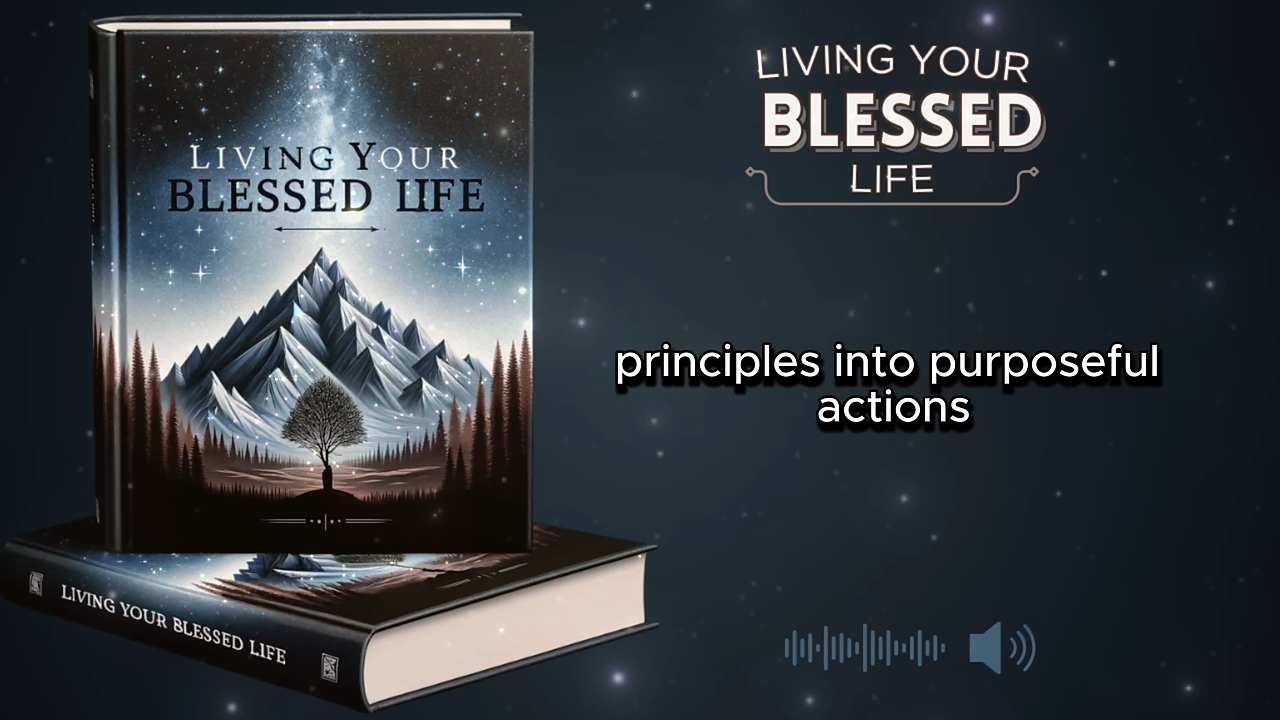 LIVING YOUR
BLESSED LIFE
LIVING YOUR BLESSED LIFE
LIVING YOUR
BLESSED
LIFE
principles into purposeful
actions